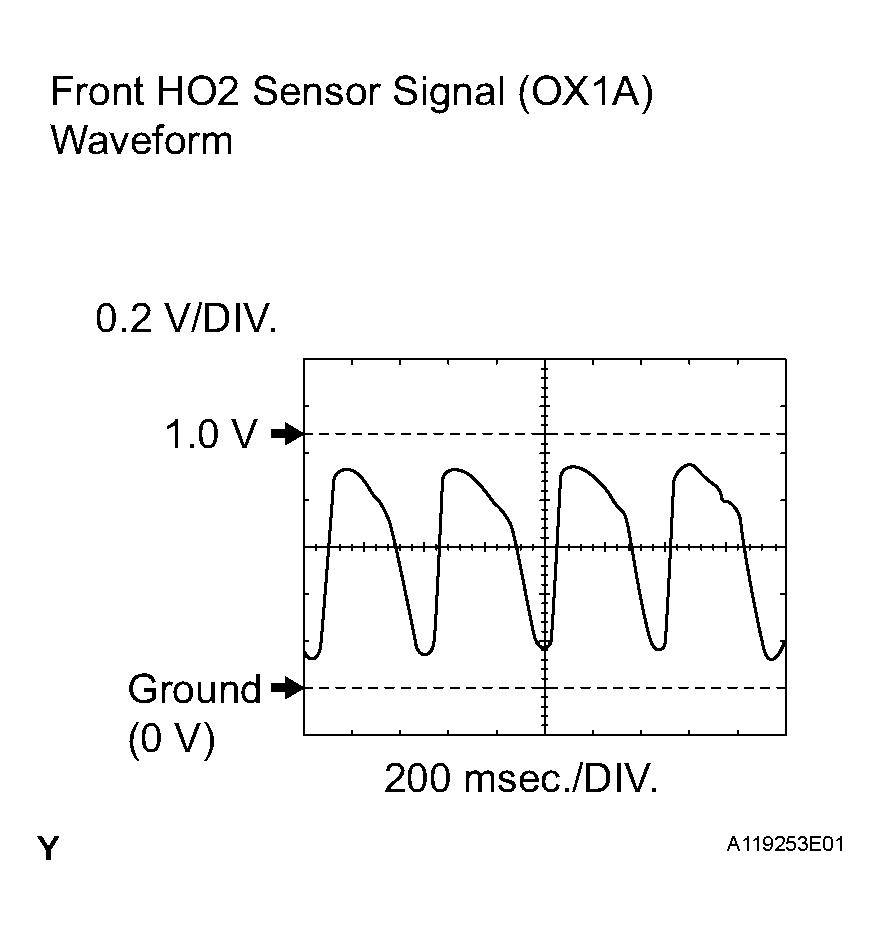 Front HO2 Sensor Signal (OX1A)
Waveform
0.2 V/DIV.
1.0 V
Ground
(0 V)
200 msec./DIV.
Y
A119253E01